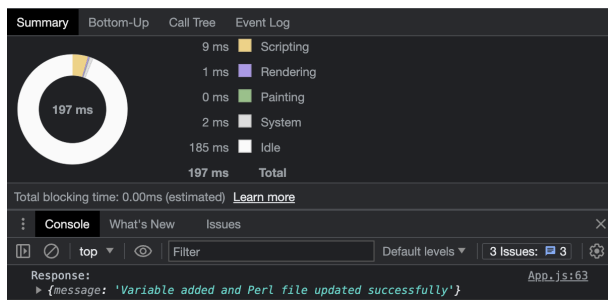 Summary Bottom-Up Call Tree Event Log
9 ms Scripting
1 ms Rendering
197 ms
0 ms Painting
2 ms System
185 ms Idle
197 ms Total
Total blocking time: 0.00ms (estimated) Learn more
Console What's New Issues
top Filter Default levels 3 Issues: 3
Response: App.js:63
{message: 'Variable added and Perl file updated successfully'}